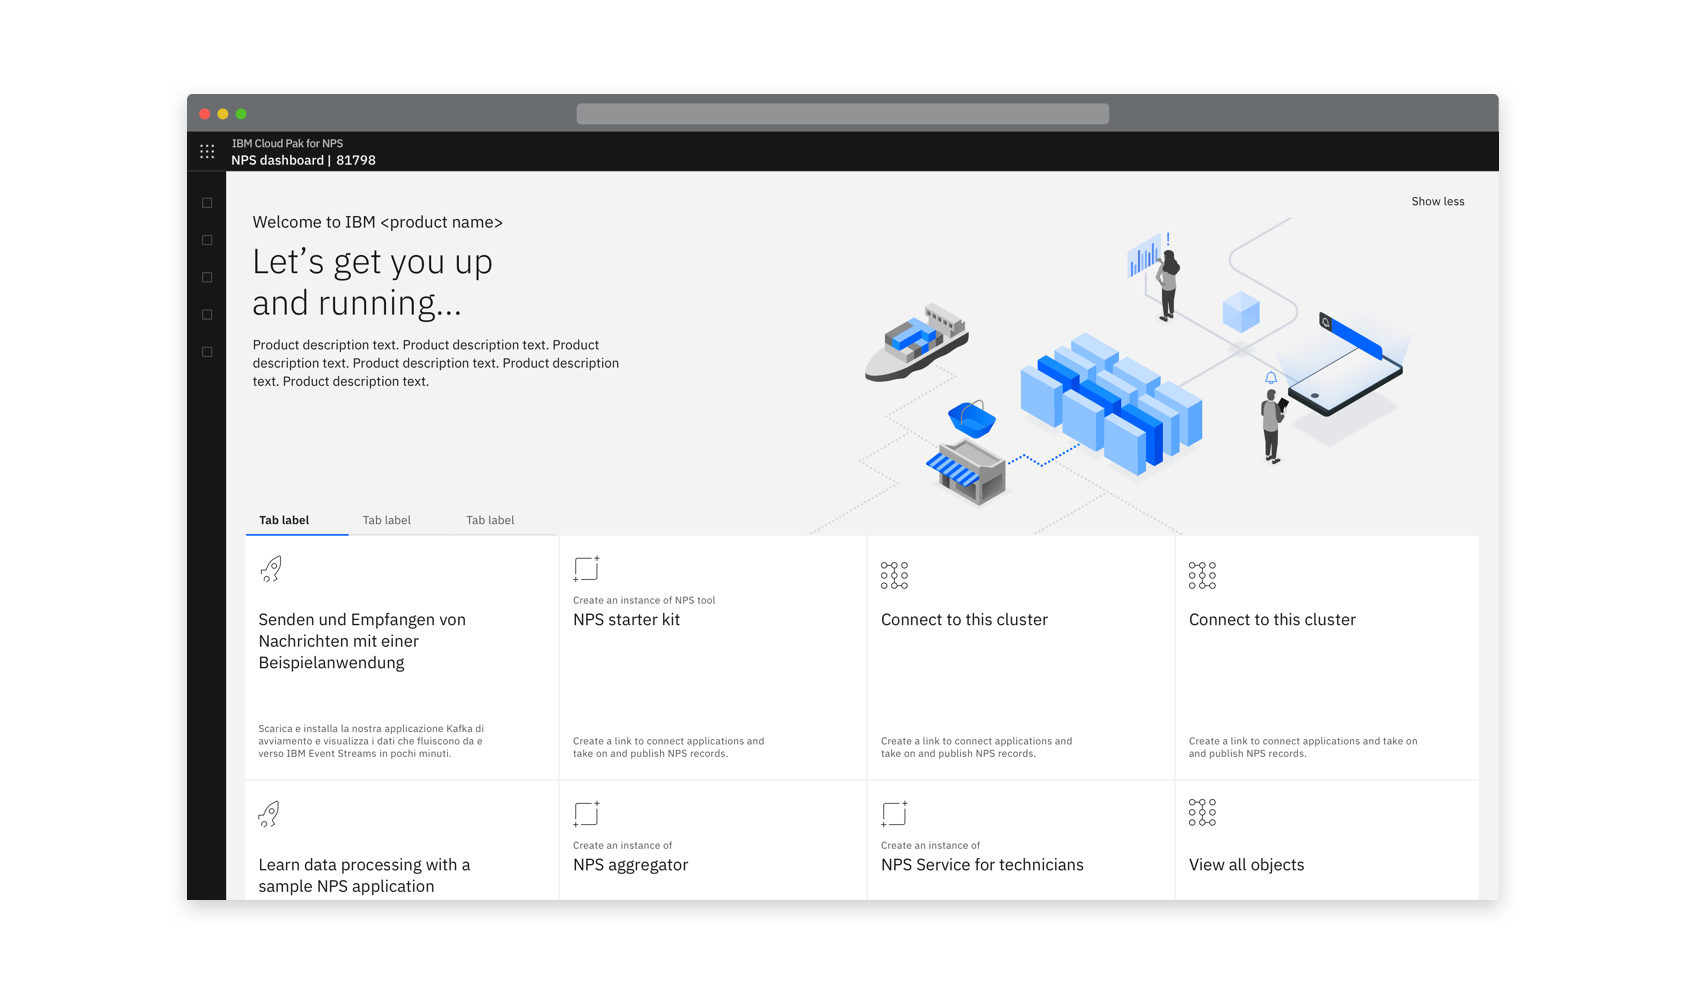 IBM Cloud Pak for NPS
NPS dashboard | 81798
Show less
Welcome to IBM <product name>
Let’s get you up
and running...
Product description text. Product description text. Product
description text. Product description text. Product description
text. Product description text.
Tab label
Tab label
Tab label
Senden und Empfangen von
Nachrichten mit einer
Beispielanwendung
Scarica e installa la nostra applicazione Kafka di
avviamento e visualizza i dati che fluiscono da e
verso IBM Event Streams in pochi minuti.
Create an instance of NPS tool
NPS starter kit
Create a link to connect applications and
take on and publish NPS records.
Connect to this cluster
Create a link to connect applications and
take on and publish NPS records.
Connect to this cluster
Create a link to connect applications and take on
and publish NPS records.
Learn data processing with a
sample NPS application
Create an instance of
NPS aggregator
Create an instance of
NPS Service for technicians
View all objects